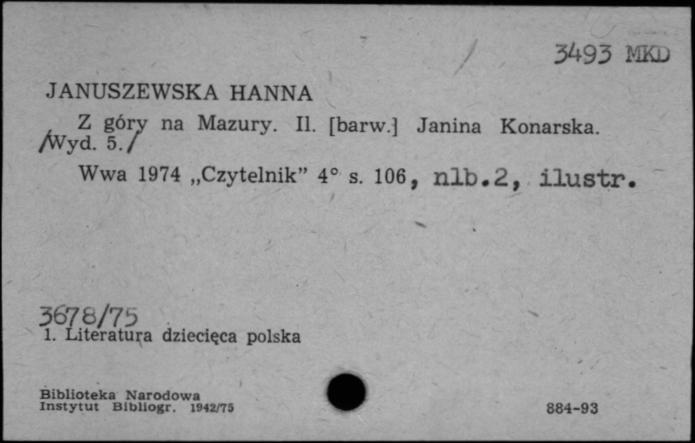 3493 MKD
JANUSZEWSKA HANNA
Z góry na Mazury. Il. [barw.] Janina Konarska.
/Wyd. 5./
Wwa 1974 „Czytelnik” 4° s. 106, nlb.2, ilustr.
3678/75
1. Literatura dziecięca polska
Biblioteka Narodowa
Instytut Bibliogr. 1942/75
884-93